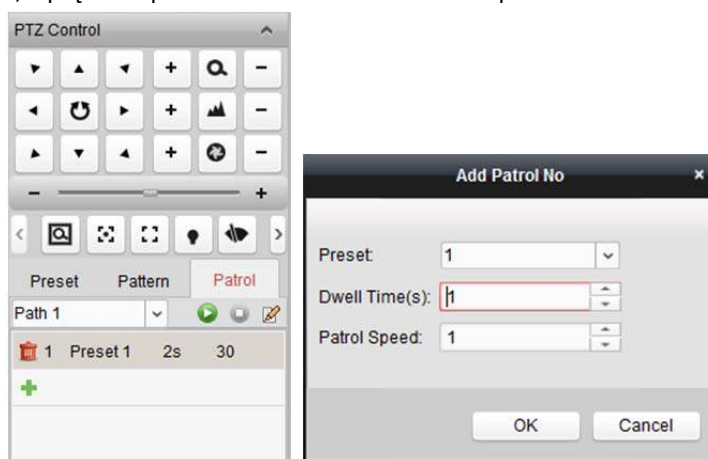 PTZ Control
Preset Pattern Patrol
Path 1
1 Preset 1 2s 30
Add Patrol No
Preset: 1
Dwell Time(s): 1
Patrol Speed: 1
OK Cancel